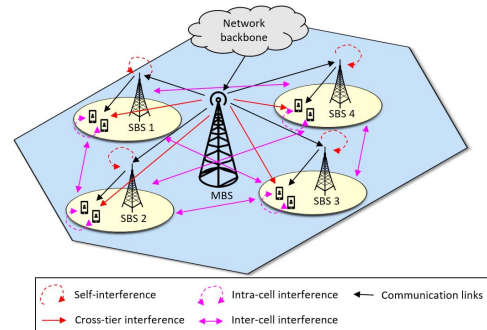 Network
backbone
SBS 1
SBS 4
MBS
SBS 2
SBS 3
Self-interference
Intra-cell interference
Communication links
Cross-tier interference
Inter-cell interference